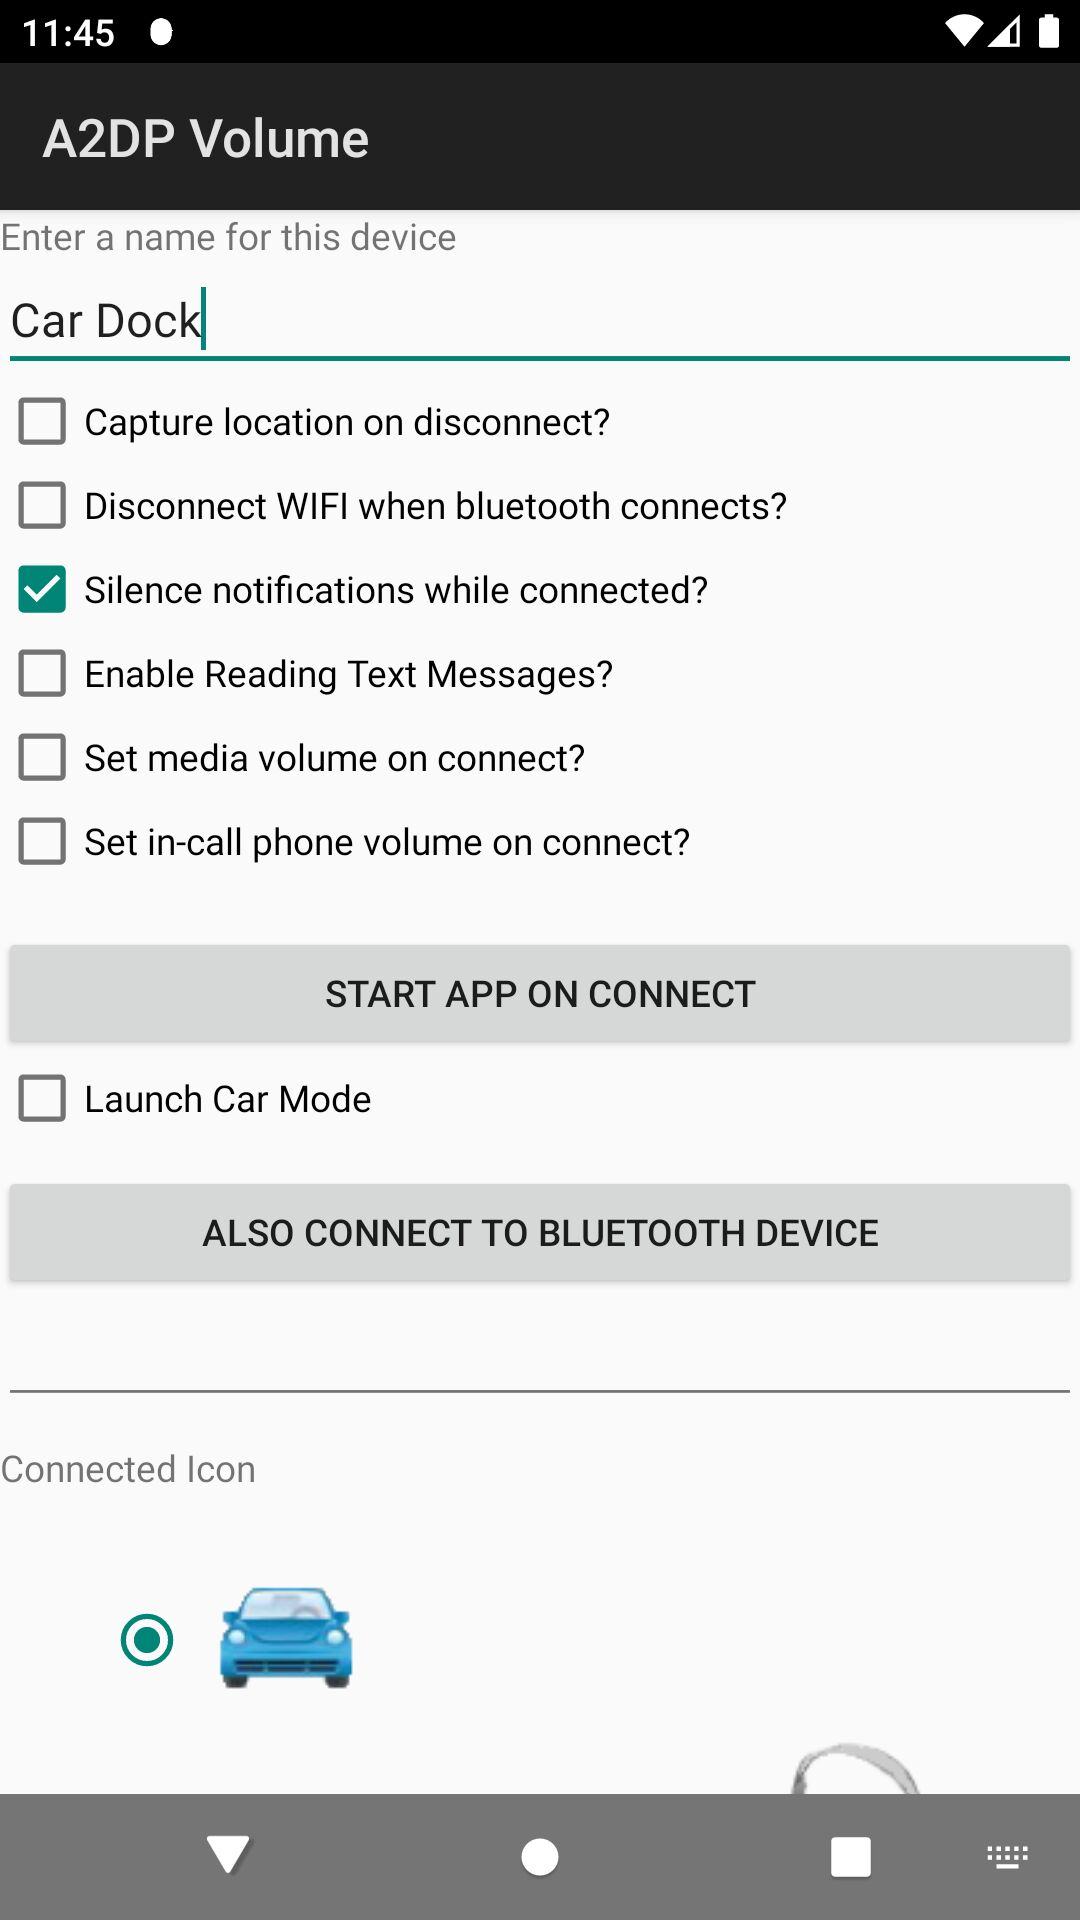 11:45
A2DP Volume
Enter a name for this device
Car Dock
Capture location on disconnect?
Disconnect WIFI when bluetooth connects?
Silence notifications while connected?
Enable Reading Text Messages?
Set media volume on connect?
Set in-call phone volume on connect?
START APP ON CONNECT
Launch Car Mode
ALSO CONNECT TO BLUETOOTH DEVICE
Connected Icon